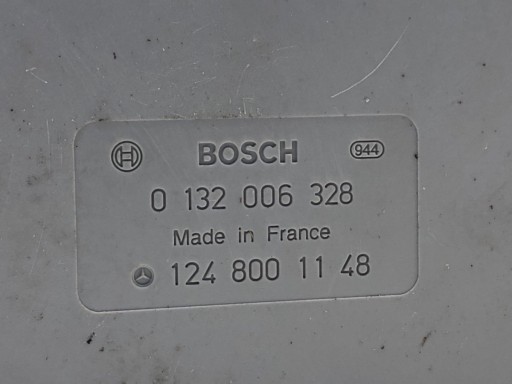 BOSCH 944
0 132 006 328
Made in France
124 800 11 48